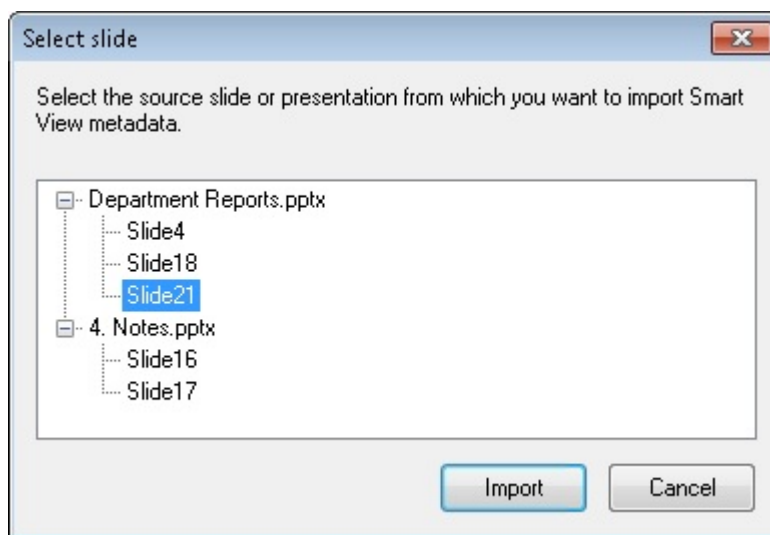 Select slide
Select the source slide or presentation from which you want to import Smart
View metadata.
Department Reports.pptx
Slide4
Slide18
Slide21
4. Notes.pptx
Slide16
Slide17
Import
Cancel